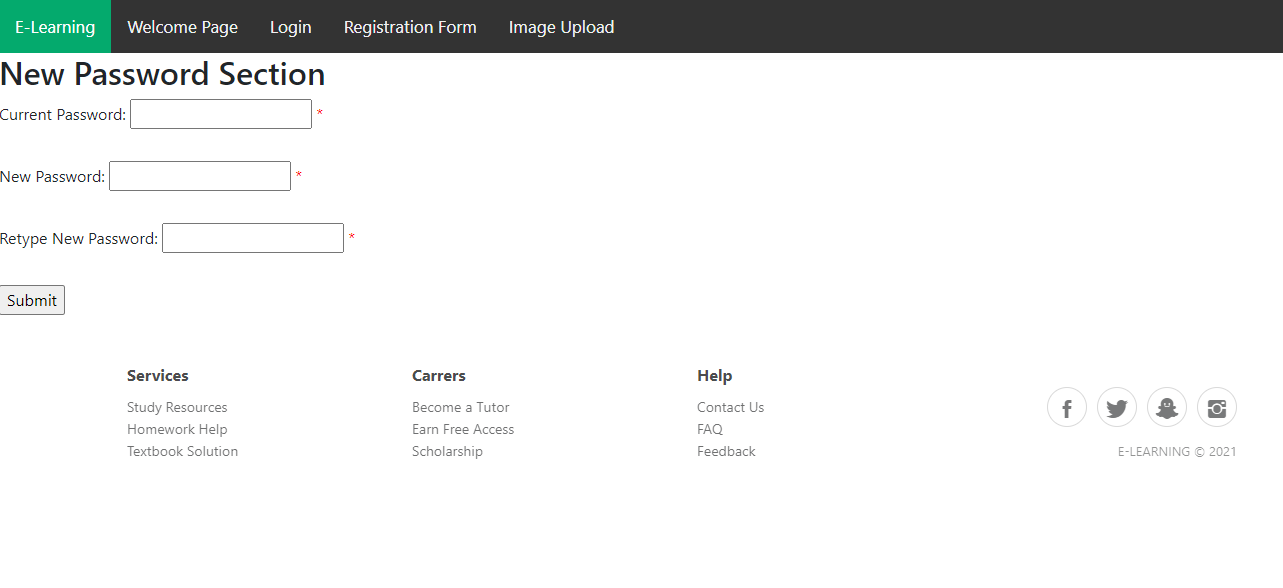 E-Learning Welcome Page Login Registration Form Image Upload
New Password Section
Current Password: *
New Password: *
Retype New Password: *
Submit
Services
Study Resources
Homework Help
Textbook Solution
Carrers
Become a Tutor
Earn Free Access
Scholarship
Help
Contact Us
FAQ
Feedback
E-LEARNING © 2021